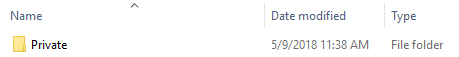 Name Date modified Type
Private 5/9/2018 11:38 AM File folder